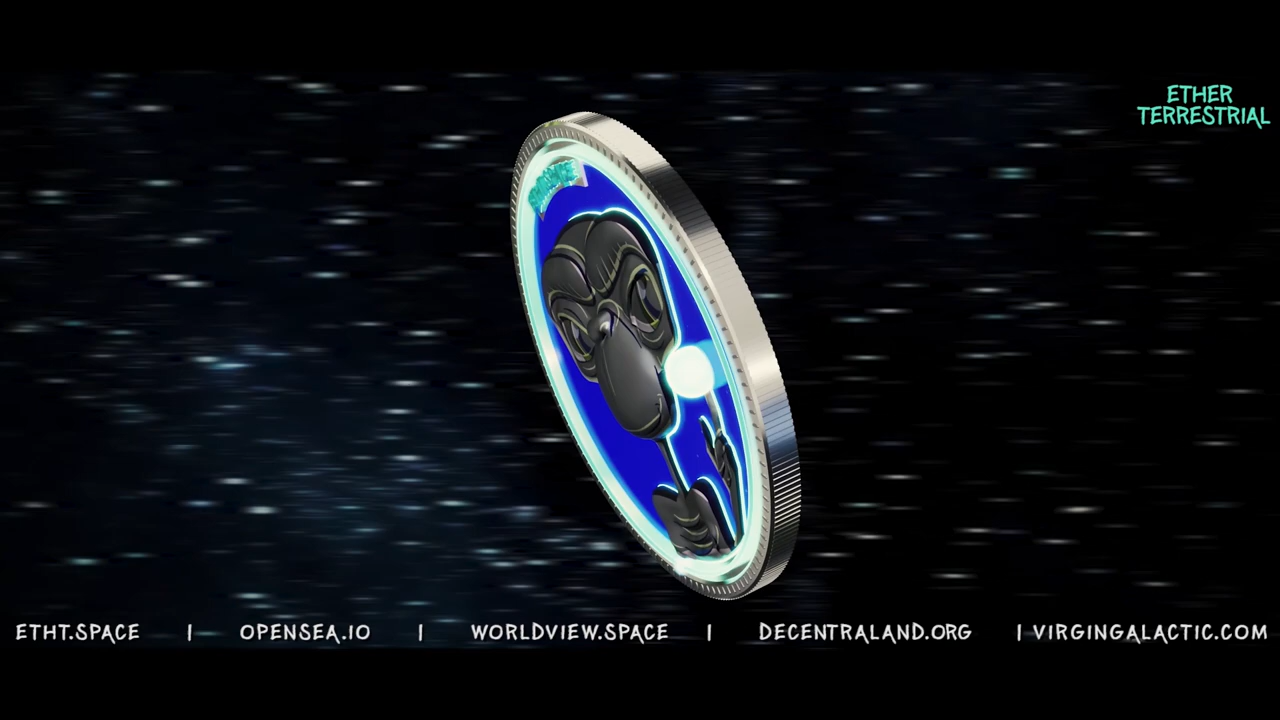 ETHER
TERRESTRIAL
ETHT.SPACE | OPENSEA.IO | WORLDVIEW.SPACE | DECENTRALAND.ORG | VIRGINGALACTIC.COM